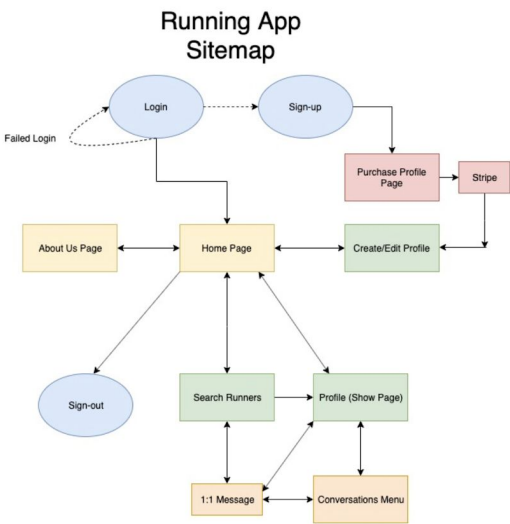 Running App
Sitemap
Login
Sign-up
Failed Login
Purchase Profile
Page
Stripe
About Us Page
Home Page
Create/Edit Profile
Sign-out
Search Runners
Profile (Show Page)
1:1 Message
Conversations Menu